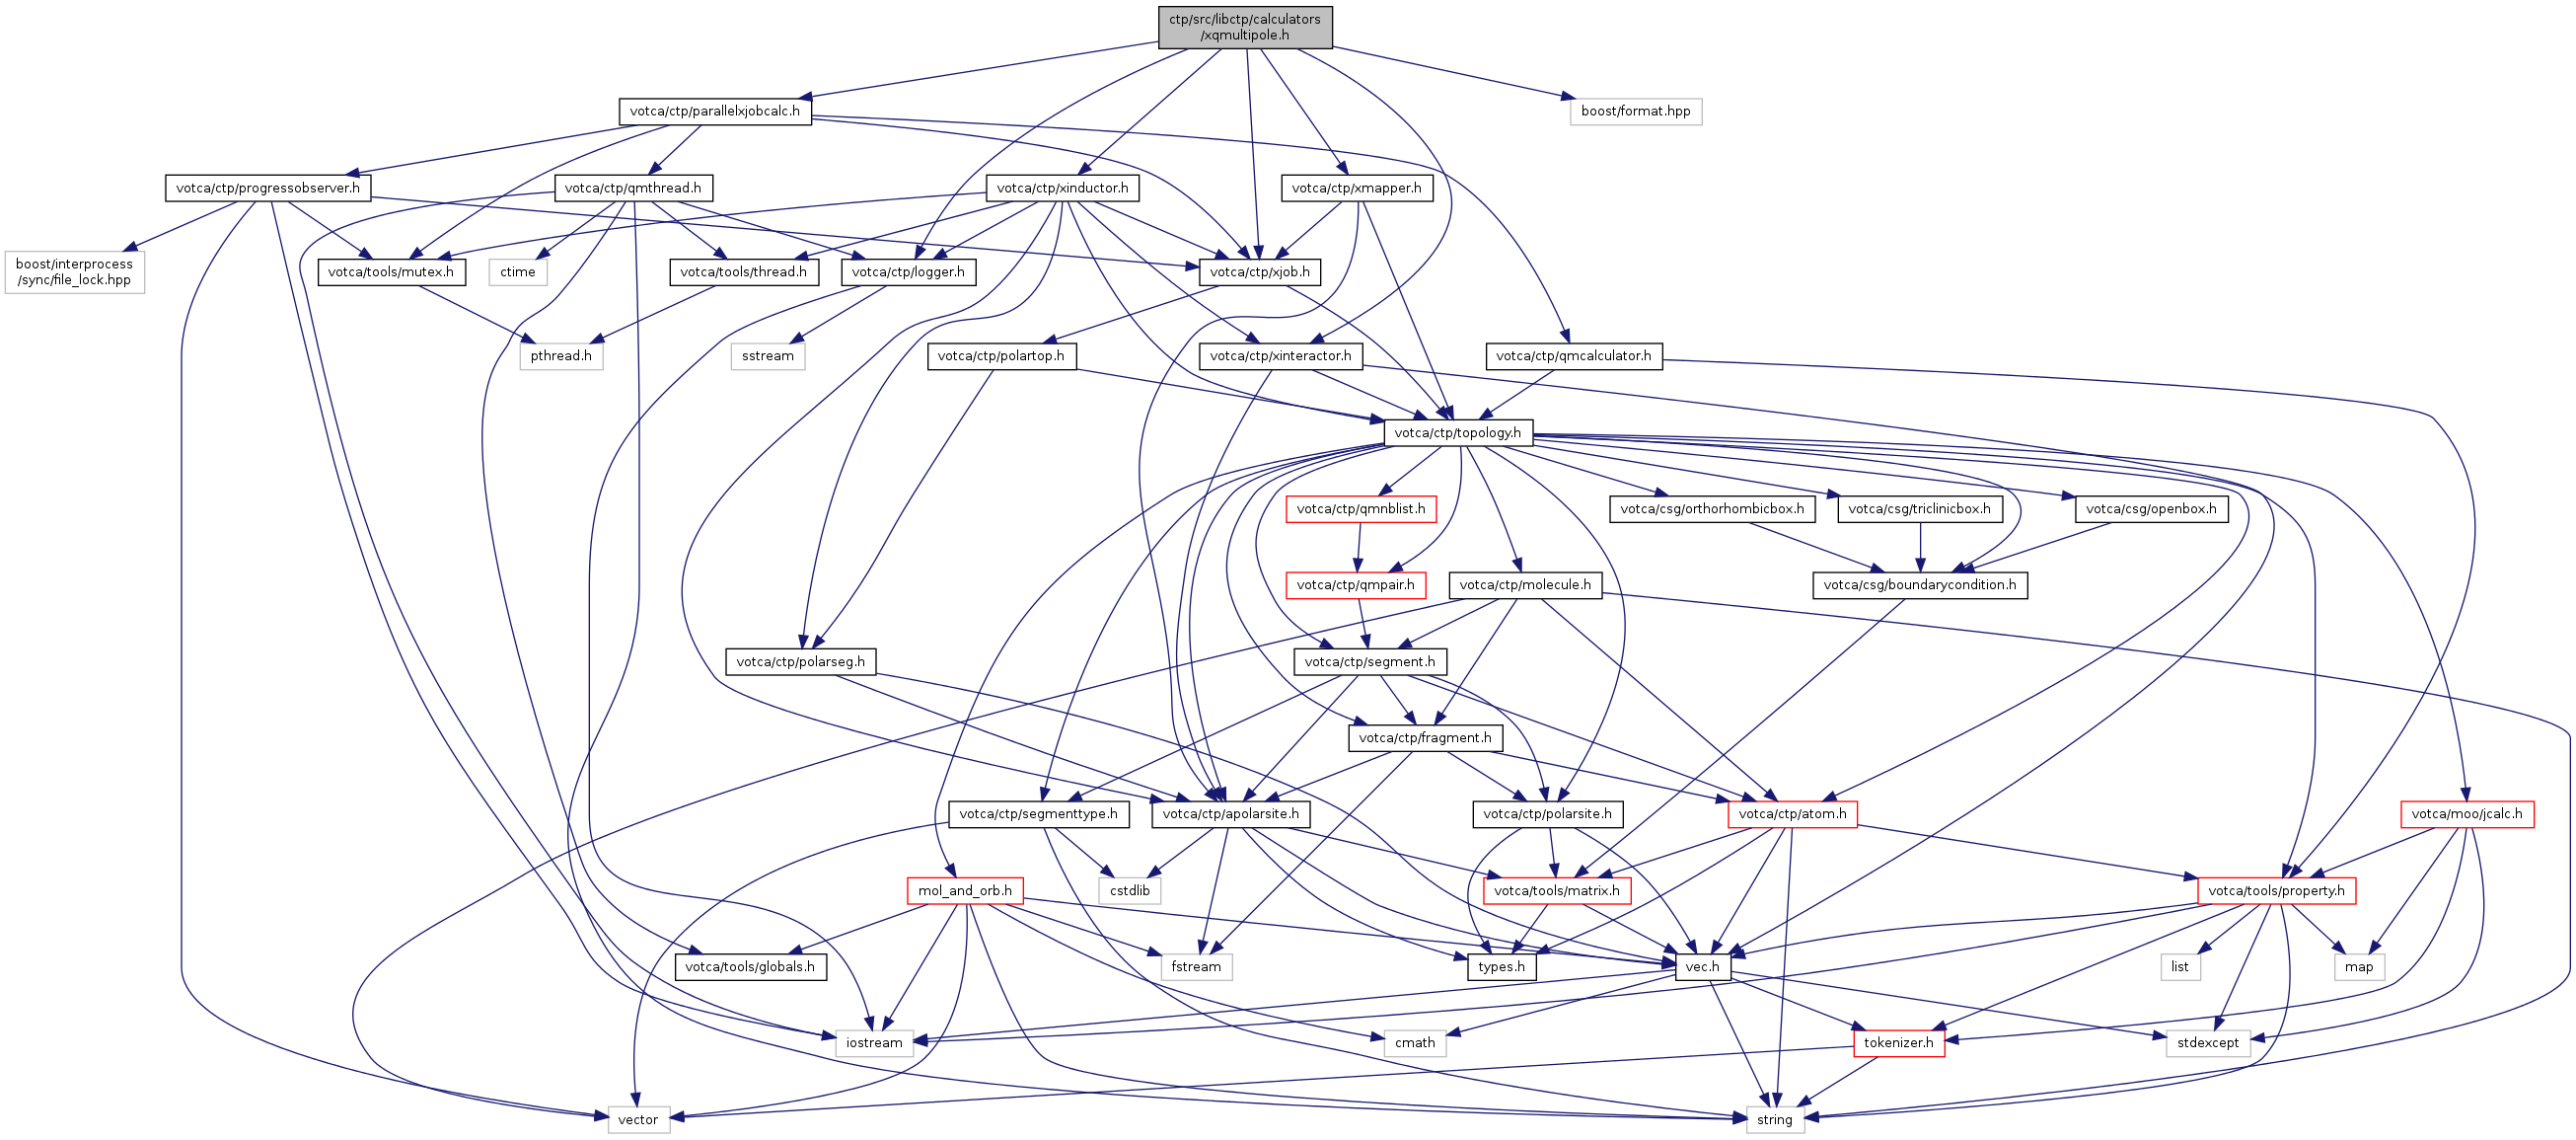 ctp/src/libctp/calculators
/xqmultipole.h
votca/ctp/parallelxjobcalc.h
boost/format.hpp
votca/ctp/progressobserver.h
votca/ctp/qmthread.h
votca/ctp/xinductor.h
votca/ctp/xmapper.h
boost/interprocess
/sync/file_lock.hpp
votca/tools/mutex.h
ctime
votca/tools/thread.h
votca/ctp/logger.h
votca/ctp/xjob.h
pthread.h
sstream
votca/ctp/polartop.h
votca/ctp/xinteractor.h
votca/ctp/qmcalculator.h
votca/ctp/topology.h
votca/ctp/qmnblist.h
votca/csg/orthorhombicbox.h
votca/csg/triclinicbox.h
votca/csg/openbox.h
votca/ctp/qmpair.h
votca/ctp/molecule.h
votca/csg/boundarycondition.h
votca/ctp/polarseg.h
votca/ctp/segment.h
votca/ctp/fragment.h
votca/ctp/segmenttype.h
votca/ctp/apolarsite.h
votca/ctp/polarsite.h
votca/ctp/atom.h
votca/moo/jcalc.h
mol_and_orb.h
cstdlib
votca/tools/matrix.h
votca/tools/property.h
votca/tools/globals.h
fstream
types.h
vec.h
list
map
iostream
cmath
tokenizer.h
stdexcept
vector
string